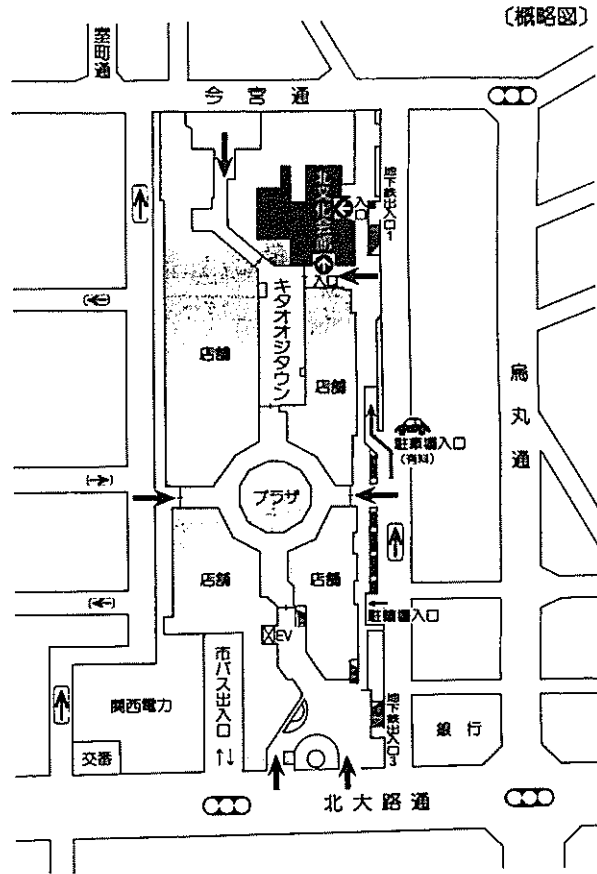 〔概略図〕
室町通
今宮通
地下鉄出入口1
北文化会館
入口
入口
キタオオジタウン
店舗
店舗
烏丸通
駐車場入口
(有料)
プラザ
店舗
店舗
駐輪場入口
EV
市バス出入口
関西電力
交番
地下鉄出入口3
銀行
北大路通